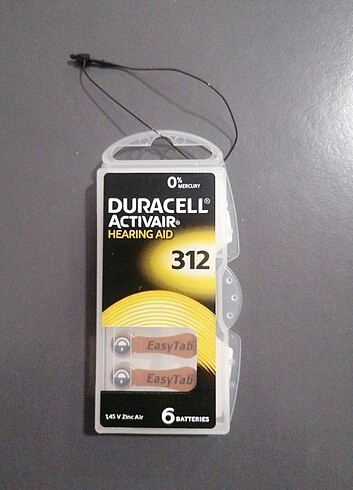 0% MERCURY
DURACELL®
ACTIVAIR®
HEARING AID
312
EasyTab
EasyTab
1,45 V Zinc Air
6 BATTERIES